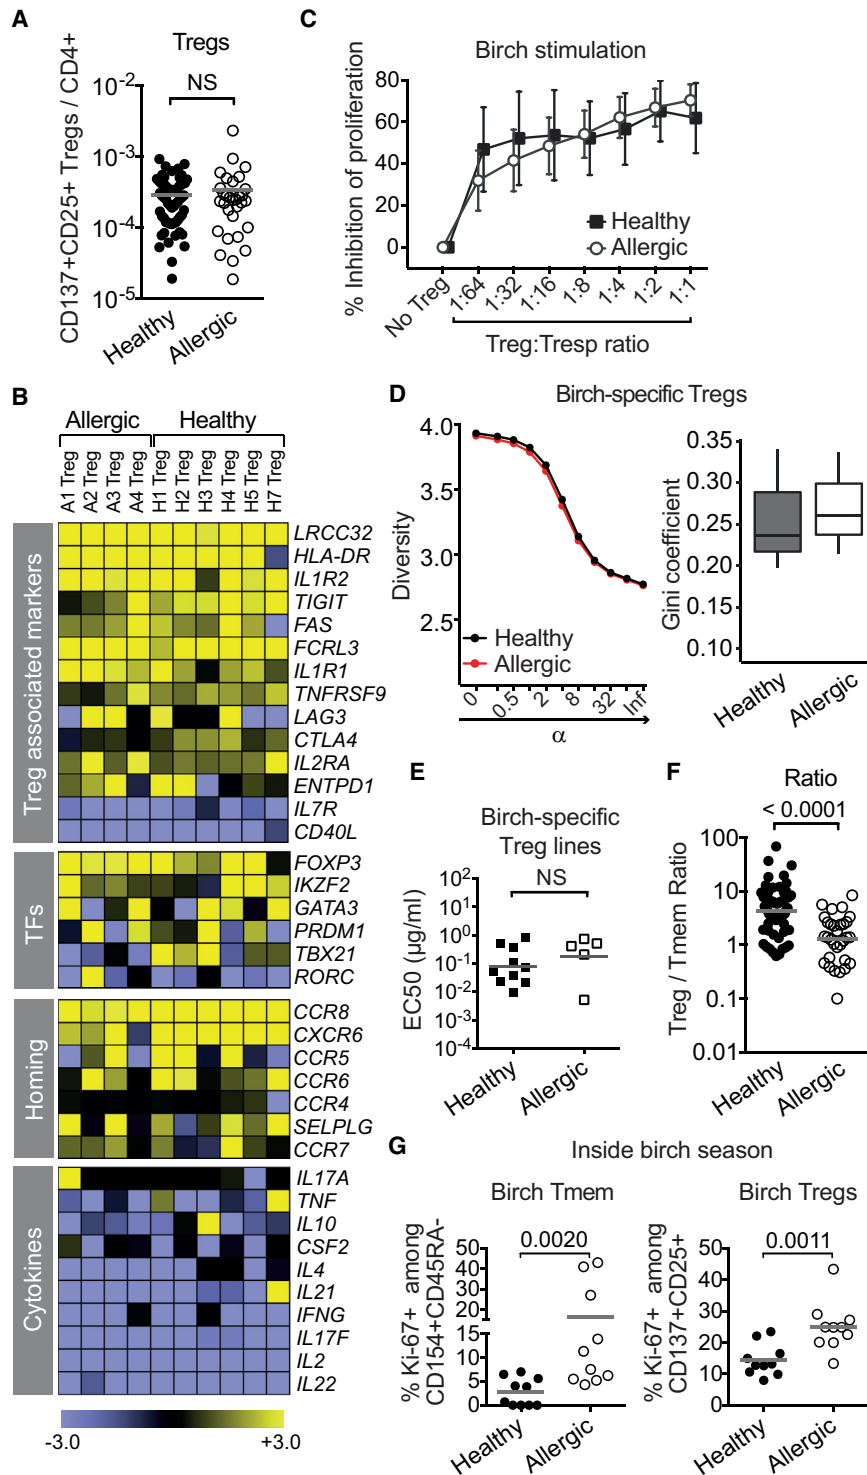 A
Tregs
NS
CD137+CD25+ Tregs / CD4+
10-2
10-3
10-4
10-5
Healthy
Allergic
C
Birch stimulation
% Inhibition of proliferation
80
60
40
60
20
0
Healthy
Allergic
No Treg
1:64
1:32
1:16
1:8
1:4
1:2
1:1
Treg:Tresp ratio
B
Allergic
Healthy
A1 Treg
A2 Treg
A3 Treg
A4 Treg
H1 Treg
H2 Treg
H3 Treg
H4 Treg
H5 Treg
H7 Treg
Treg associated markers
LRCC32
HLA-DR
IL1R2
TIGIT
FAS
FCRL3
IL1R1
TNFRSF9
LAG3
CTLA4
IL2RA
ENTPD1
IL7R
CD40L
TFs
FOXP3
IKZF2
GATA3
PRDM1
TBX21
RORC
Homing
CCR8
CXCR6
CCR5
CCR6
CCR4
SELPLG
CCR7
Cytokines
IL17A
TNF
IL10
CSF2
IL4
IL21
IFNG
IL17F
IL2
IL22
-3.0
+3.0
D
Birch-specific Tregs
Diversity
4.0
3.5
3.0
2.5
Healthy
Allergic
0
0.5
2
8
32
Inf
α
Gini coefficient
0.35
0.30
0.25
0.20
0.15
0.10
Healthy
Allergic
E
Birch-specific
Treg lines
NS
EC50 (µg/ml)
102
101
100
10-1
10-2
10-3
10-4
Healthy
Allergic
F
Ratio
< 0.0001
Treg / Tmem Ratio
100
10
1
0.1
0.01
Healthy
Allergic
G
Inside birch season
Birch Tmem
0.0020
% Ki-67+ among
CD154+CD45RA-
50
40
30
20
15
10
5
0
Healthy
Allergic
Birch Tregs
0.0011
% Ki-67+ among
CD137+CD25+
50
40
30
20
10
0
Healthy
Allergic